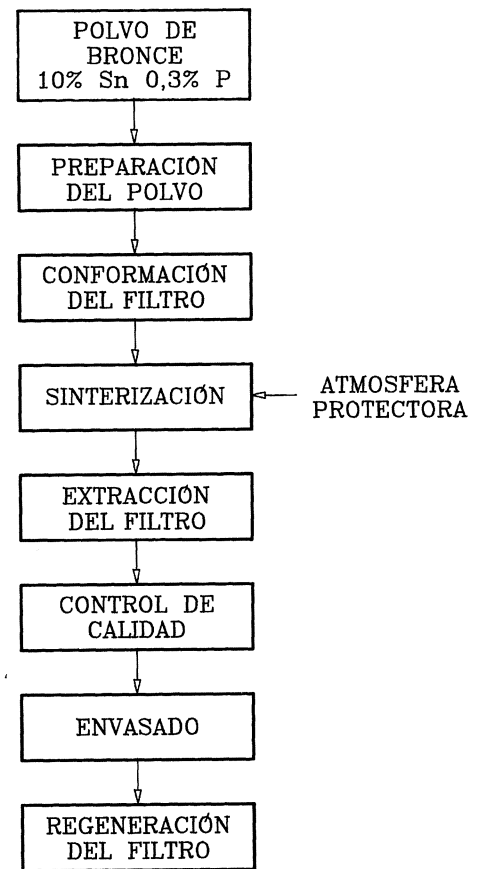 POLVO DE
BRONCE
10% Sn 0,3% P
PREPARACIÓN
DEL POLVO
CONFORMACIÓN
DEL FILTRO
SINTERIZACIÓN
ATMOSFERA
PROTECTORA
EXTRACCIÓN
DEL FILTRO
CONTROL DE
CALIDAD
ENVASADO
REGENERACIÓN
DEL FILTRO